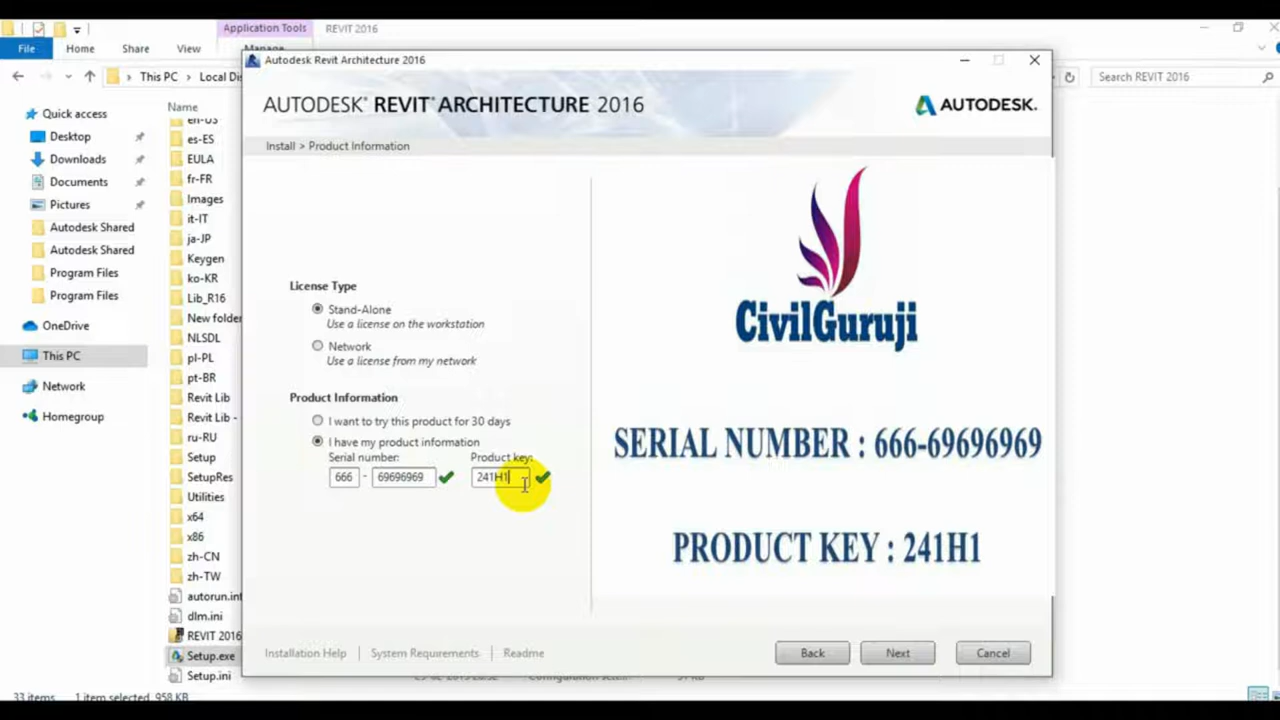 Application Tools REVIT 2016
File Home Share View Manage
This PC Local Di Search REVIT 2016
Quick access
Desktop
Downloads
Documents
Pictures
Autodesk Shared
Autodesk Shared
Program Files
Program Files
OneDrive
This PC
Network
Homegroup
Name
en-US
es-ES
EULA
fr-FR
Images
it-IT
ja-JP
Keygen
ko-KR
Lib_R16
New folder
NLSDL
pl-PL
pt-BR
Revit Lib
Revit Lib -
ru-RU
Setup
SetupRes
Utilities
x64
x86
zh-CN
zh-TW
autorun.inf
dlm.ini
REVIT 2016
Setup.exe
Setup.ini
33 items 1 item selected 958 KB
Autodesk Revit Architecture 2016
AUTODESK® REVIT® ARCHITECTURE 2016
AUTODESK.
Install > Product Information
License Type
Stand-Alone
Use a license on the workstation
Network
Use a license from my network
Product Information
I want to try this product for 30 days
I have my product information
Serial number: Product key:
666 - 69696969 241H1
CivilGuruji
SERIAL NUMBER : 666-69696969
PRODUCT KEY : 241H1
Installation Help System Requirements Readme
Back Next Cancel